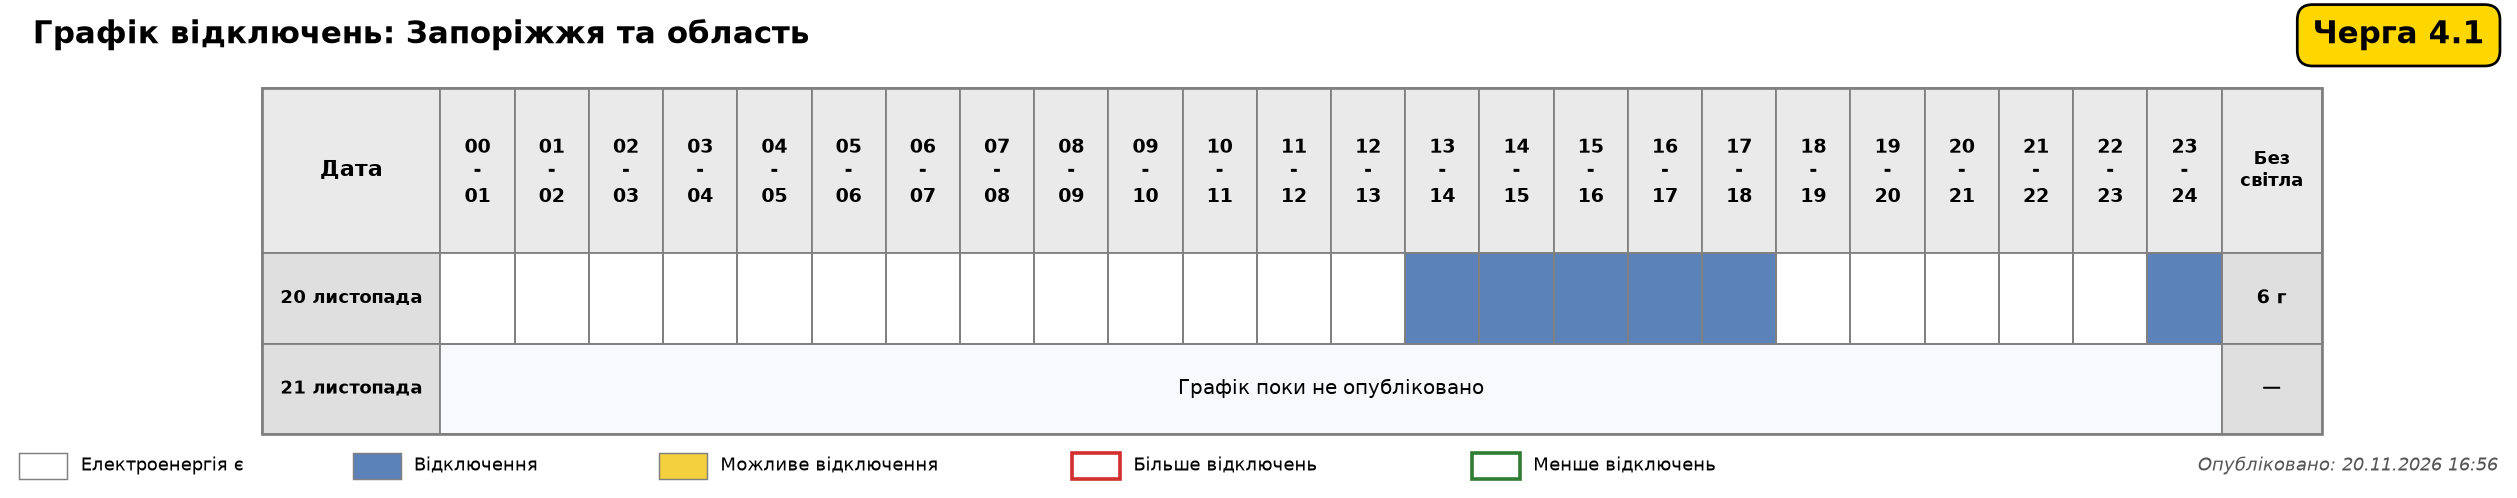 Графік відключень: Запоріжжя та область
Черга 4.1
Дата
00 - 01
01 - 02
02 - 03
03 - 04
04 - 05
05 - 06
06 - 07
07 - 08
08 - 09
09 - 10
10 - 11
11 - 12
12 - 13
13 - 14
14 - 15
15 - 16
16 - 17
17 - 18
18 - 19
19 - 20
20 - 21
21 - 22
22 - 23
23 - 24
Без світла
20 листопада
6 г
21 листопада
Графік поки не опубліковано
—
Електроенергія є
Відключення
Можливе відключення
Більше відключень
Менше відключень
Опубліковано: 20.11.2026 16:56